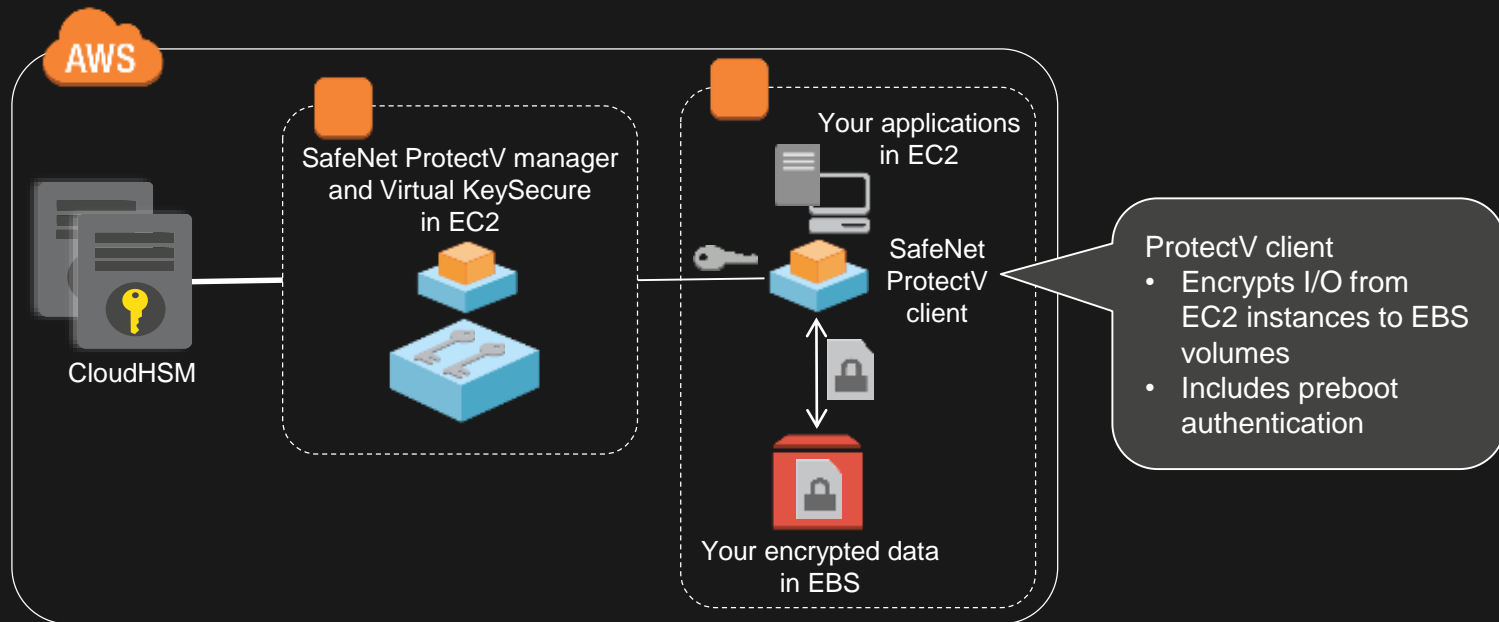 AWS
SafeNet ProtectV manager
and Virtual KeySecure
in EC2
CloudHSM
Your applications
in EC2
SafeNet
ProtectV
client
Your encrypted data
in EBS
ProtectV client
• Encrypts I/O from
EC2 instances to EBS
volumes
• Includes preboot
authentication